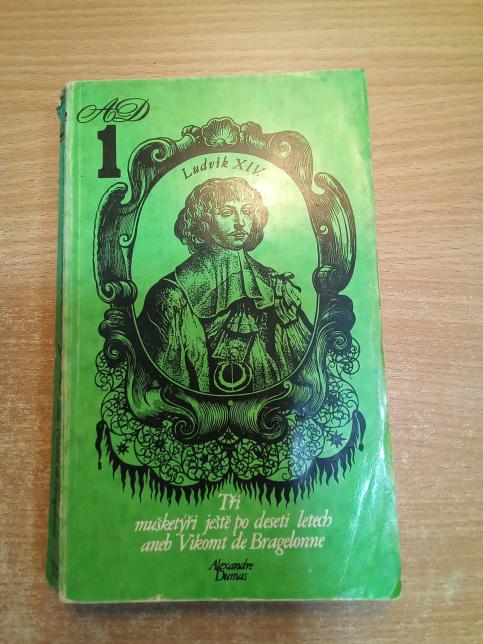 AD
1
Ludvík XIV.
Tři
mušketýři ještě po deseti letech
aneb Vikomt de Bragelonne
Alexandre
Dumas